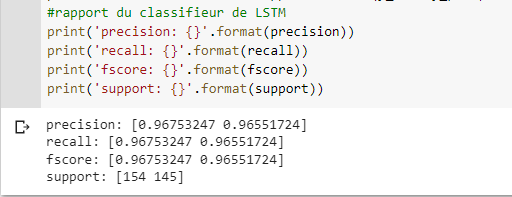 #rapport du classifieur de LSTM
print('precision: {}'.format(precision))
print('recall: {}'.format(recall))
print('fscore: {}'.format(fscore))
print('support: {}'.format(support))
precision: [0.96753247 0.96551724]
recall: [0.96753247 0.96551724]
fscore: [0.96753247 0.96551724]
support: [154 145]